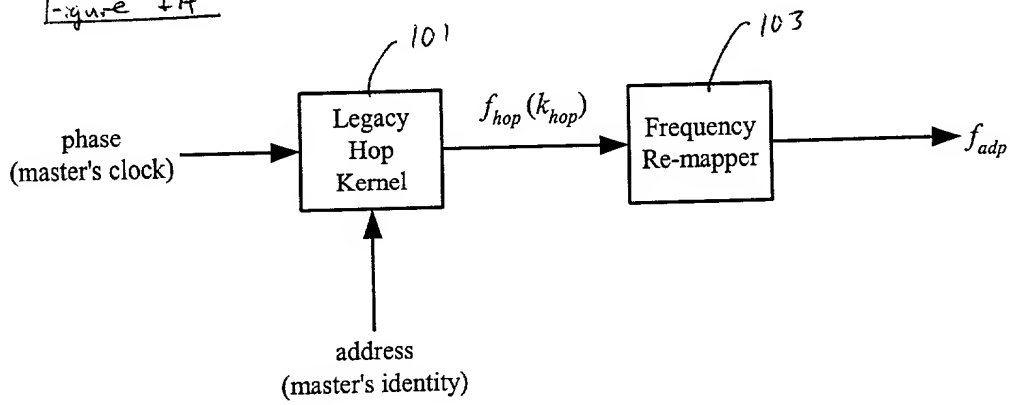 Figure 1A
101
103
phase
(master's clock)
Legacy
Hop
Kernel
f_hop(k_hop)
Frequency
Re-mapper
f_adp
address
(master's identity)